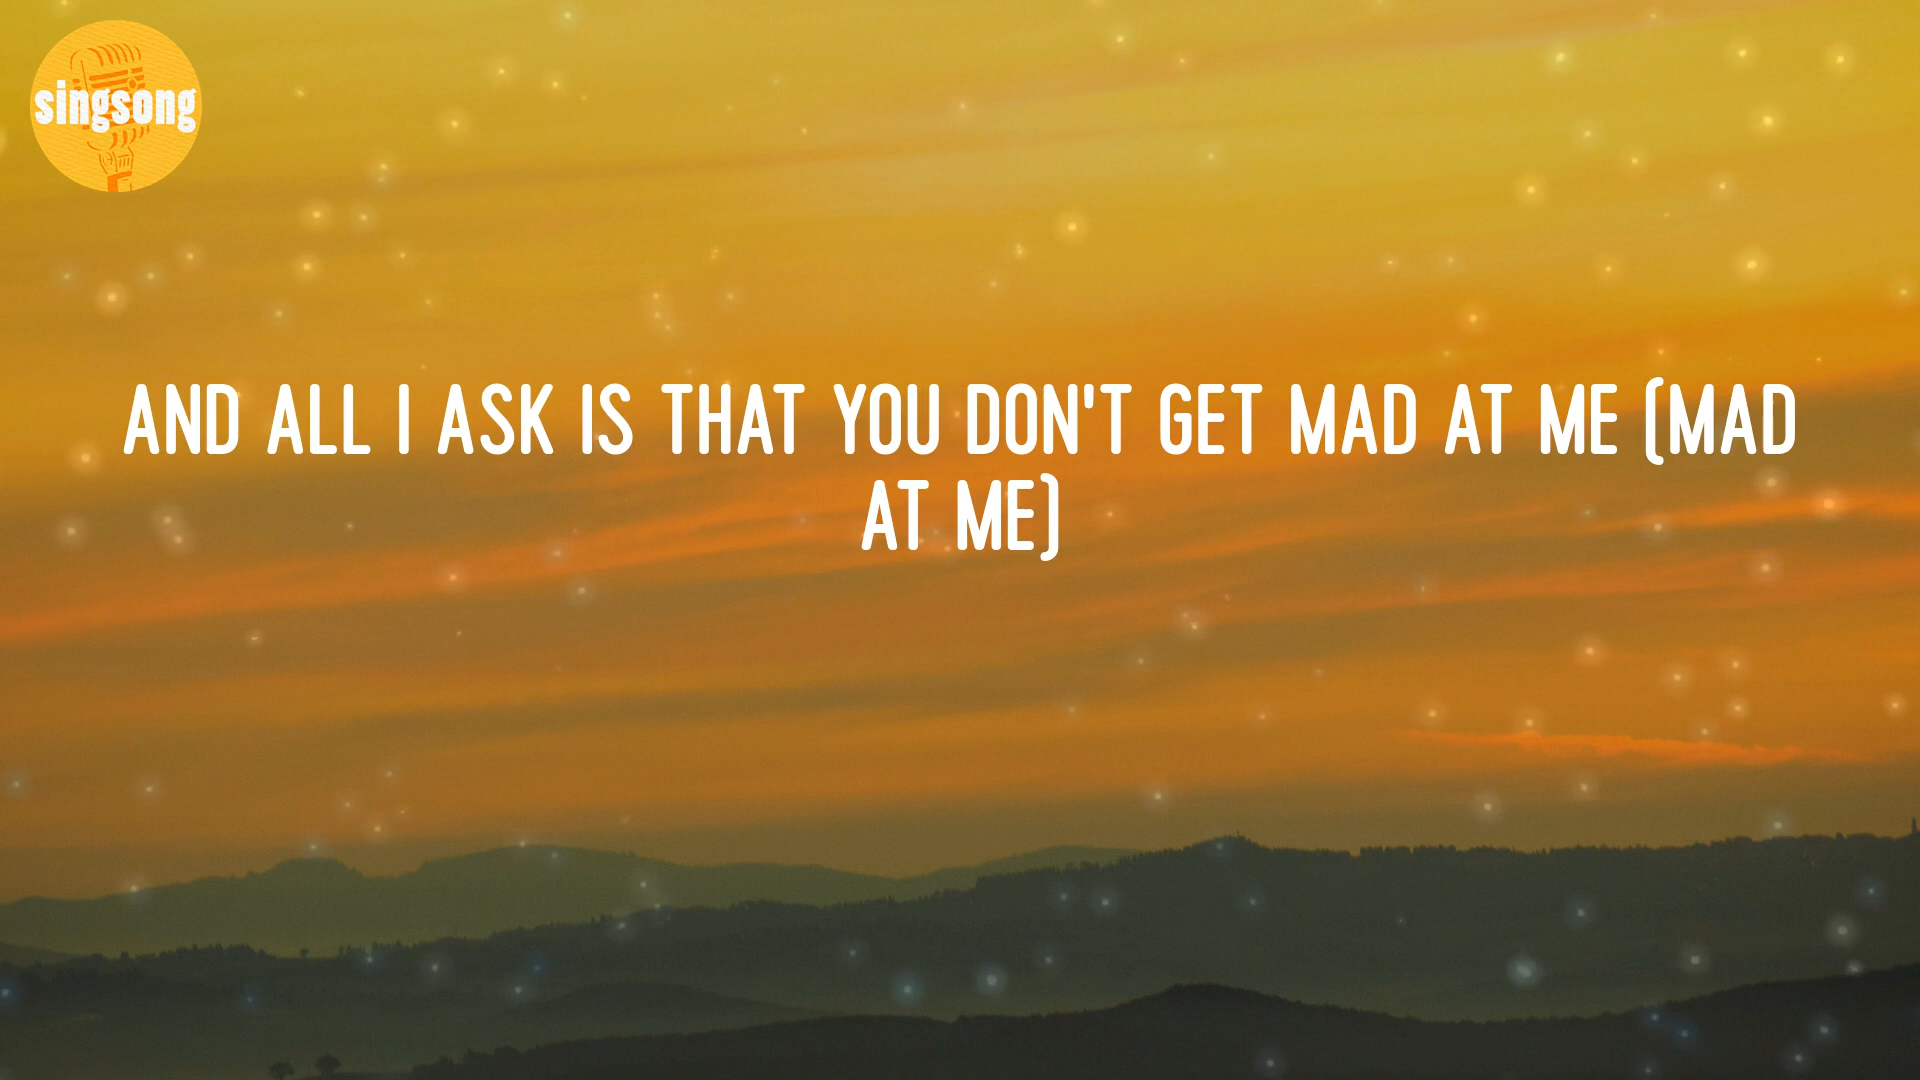 singsong
AND ALL I ASK IS THAT YOU DON'T GET MAD AT ME (MAD
AT ME)